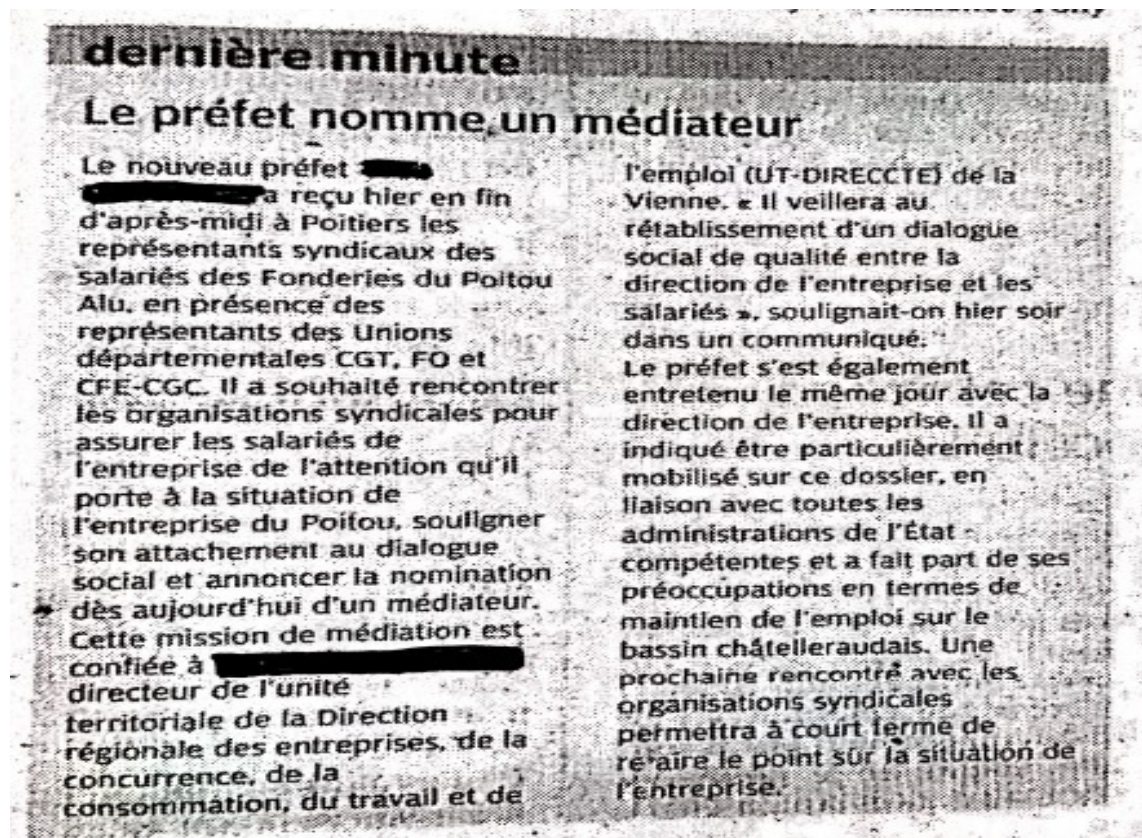 dernière minute
Le préfet nomme un médiateur
Le nouveau préfet
a reçu hier en fin
d'après-midi à Poitiers les
représentants syndicaux des
salariés des Fonderies du Poitou
Alu, en présence des
représentants des Unions
départementales CGT, FO et
CFE-CGC. Il a souhaité rencontrer
les organisations syndicales pour
assurer les salariés de
l'entreprise de l'attention qu'il
porte à la situation de
l'entreprise du Poitou, souligner
son attachement au dialogue
social et annoncer la nomination
dès aujourd'hui d'un médiateur.
Cette mission de médiation est
confiée à
directeur de l'unité
territoriale de la Direction
régionale des entreprises, de la
concurrence, de la
consommation, du travail et de
l'emploi (UT-DIRECCTE) de la
Vienne. « Il veillera au
rétablissement d'un dialogue
social de qualité entre la
direction de l'entreprise et les
salariés », soulignait-on hier soir
dans un communiqué.
Le préfet s'est également
entretenu le même jour avec la
direction de l'entreprise. Il a
indiqué être particulièrement
mobilisé sur ce dossier, en
liaison avec toutes les
administrations de l'État
compétentes et a fait part de ses
préoccupations en termes de
maintien de l'emploi sur le
bassin châtelleraudais. Une
prochaine rencontre avec les
organisations syndicales
permettra à court terme de
refaire le point sur la situation de
l'entreprise.